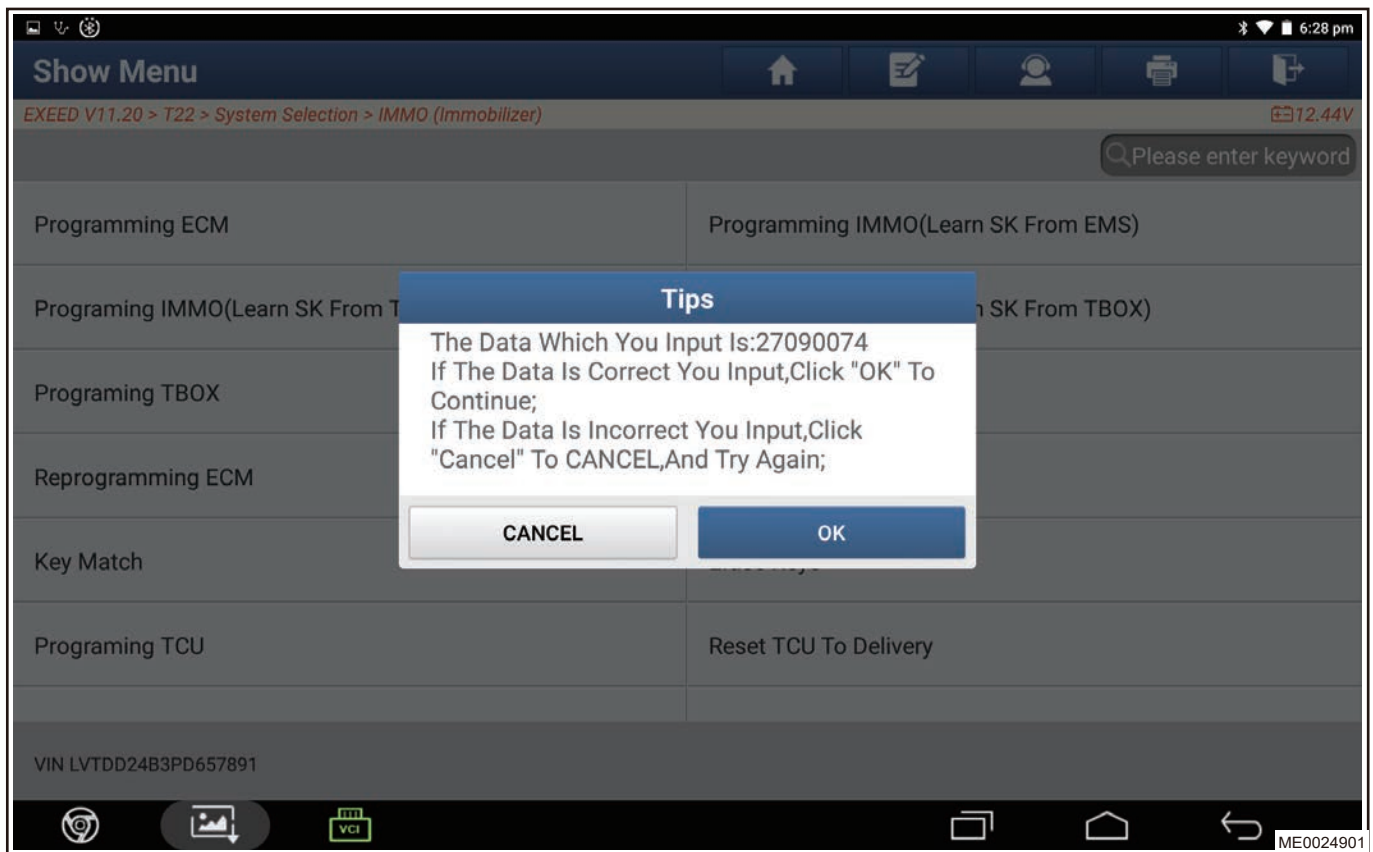 6:28 pm
Show Menu
EXEED V11.20 > T22 > System Selection > IMMO (Immobilizer)
12.44V
Please enter keyword
Programming ECM
Programming IMMO(Learn SK From EMS)
Programing IMMO(Learn SK From T
n SK From TBOX)
Tips
The Data Which You Input Is:27090074
If The Data Is Correct You Input,Click "OK" To
Continue;
If The Data Is Incorrect You Input,Click
"Cancel" To CANCEL,And Try Again;
CANCEL
OK
Programing TBOX
Reprogramming ECM
Key Match
Programing TCU
Reset TCU To Delivery
VIN LVTDD24B3PD657891
VCI
ME0024901